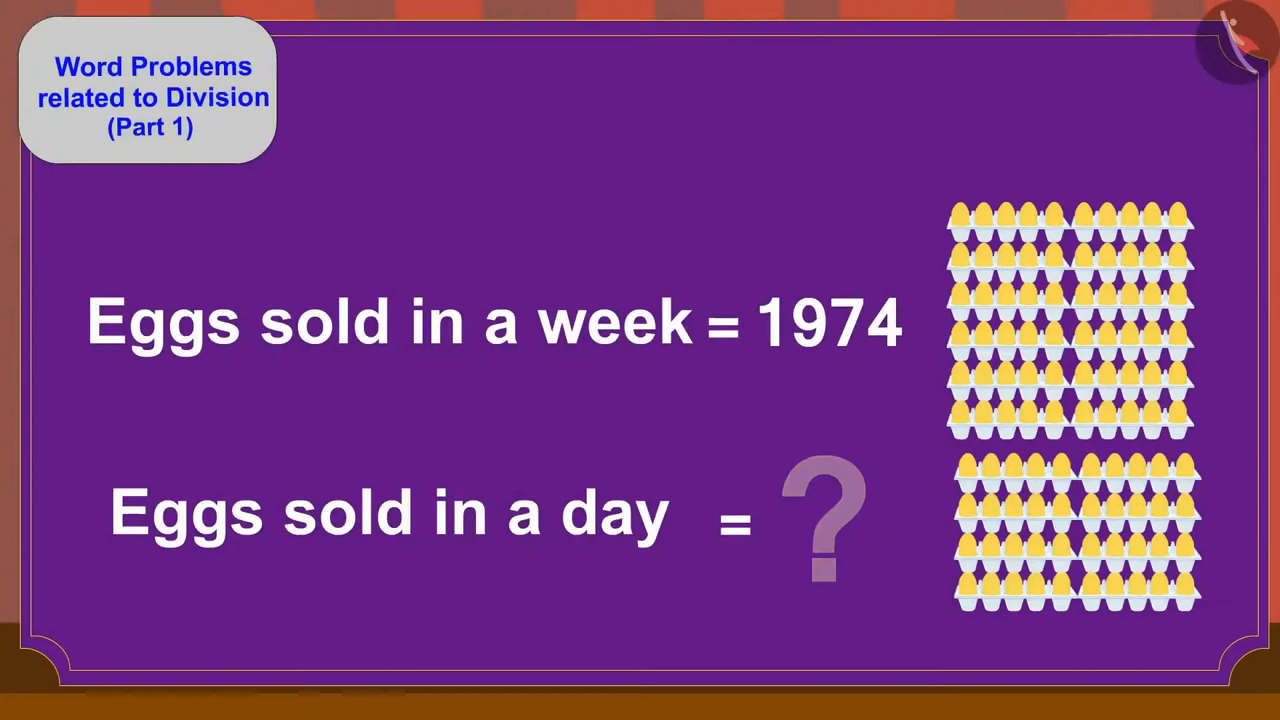 Word Problems
related to Division
(Part 1)
Eggs sold in a week = 1974
Eggs sold in a day = ?